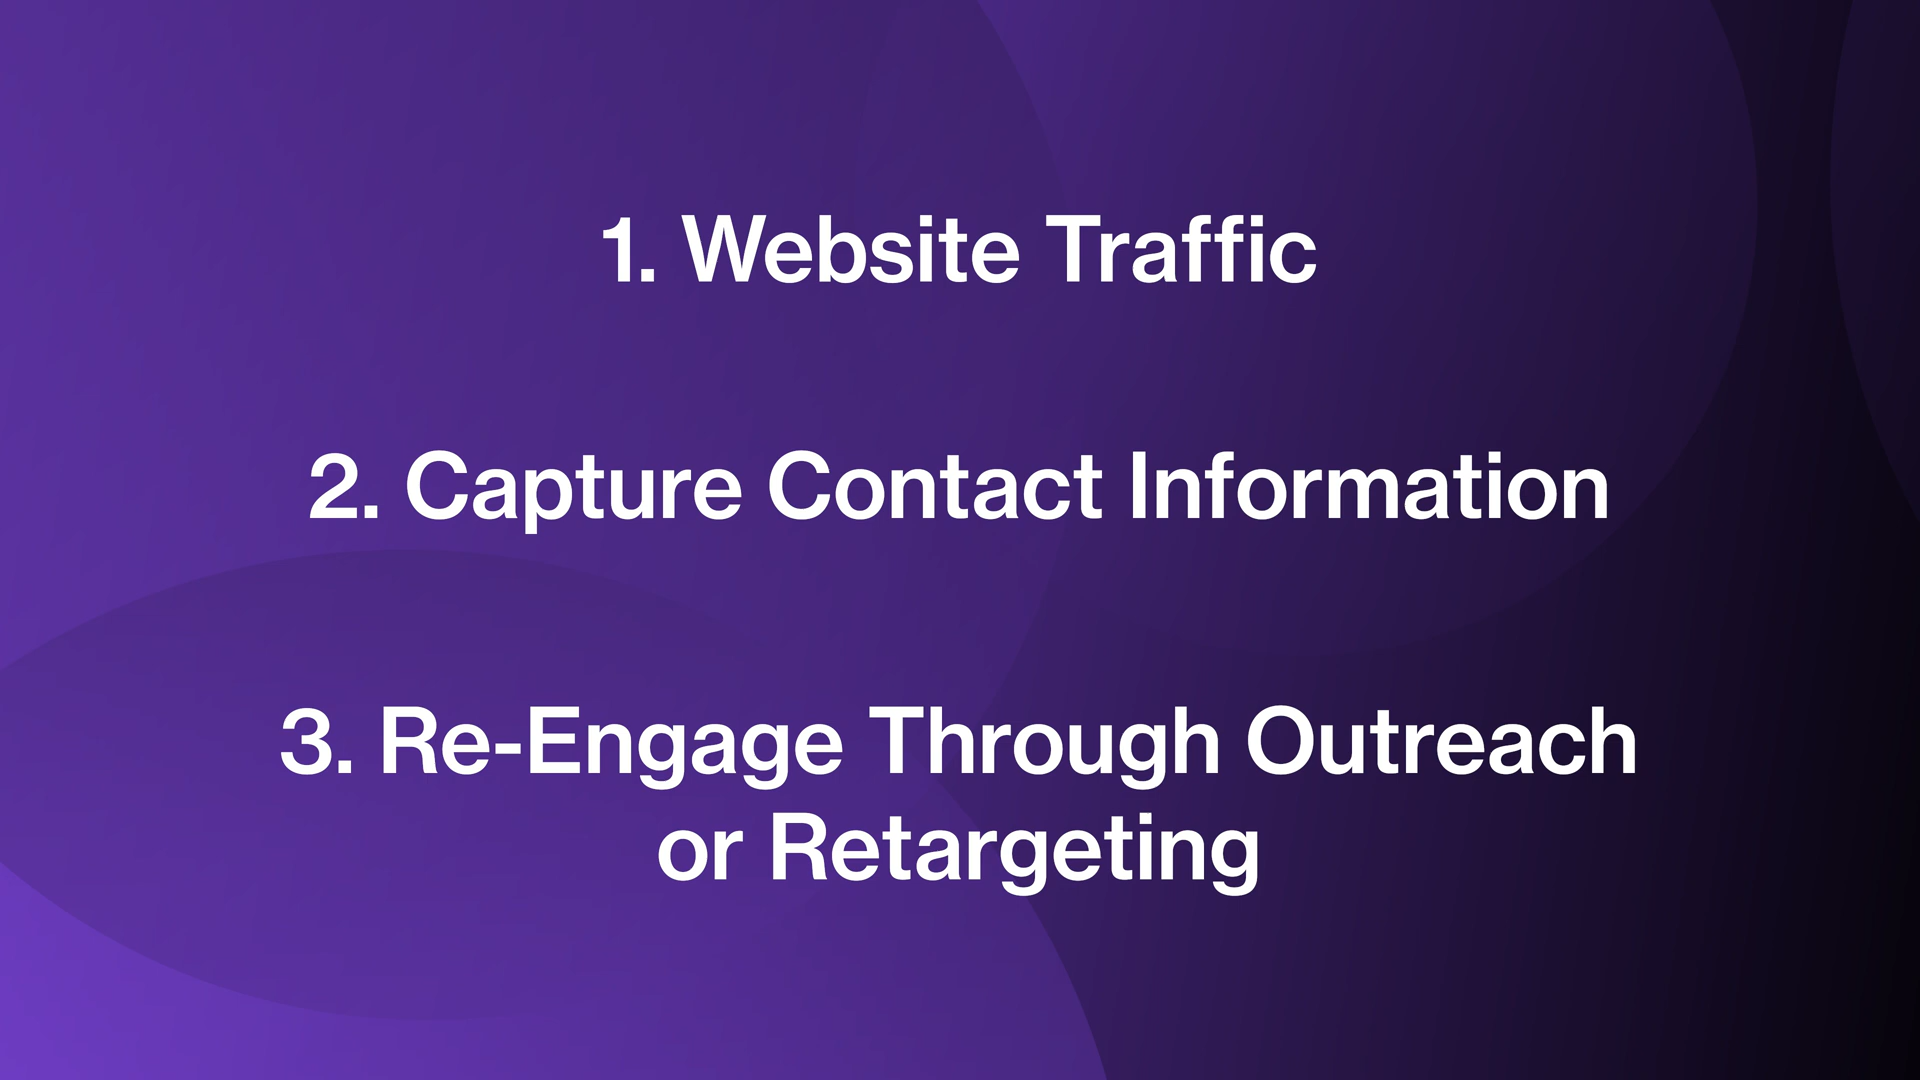 1. Website Traffic
2. Capture Contact Information
3. Re-Engage Through Outreach
or Retargeting